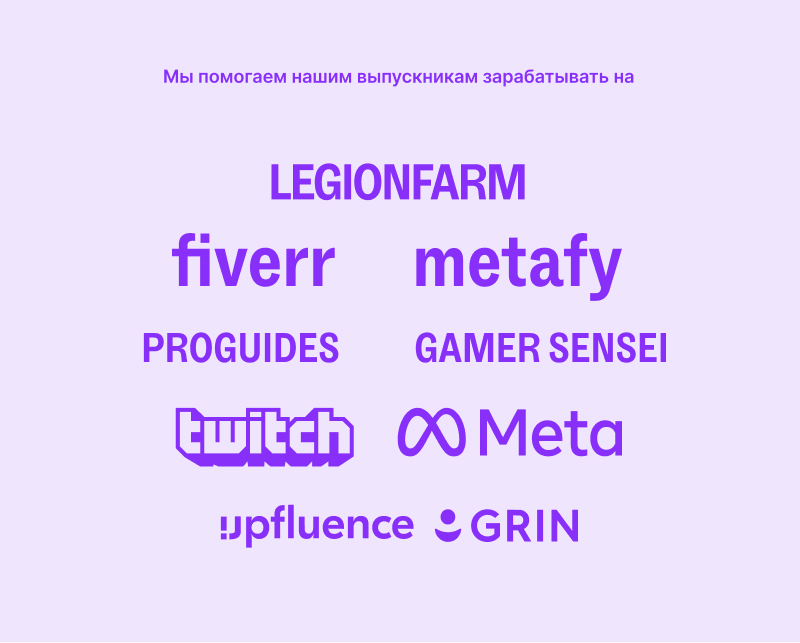 Мы помогаем нашим выпускникам зарабатывать на
LEGIONFARM
fiverr metafy
PROGUIDES GAMER SENSEI
twitch Meta
upfluence GRIN